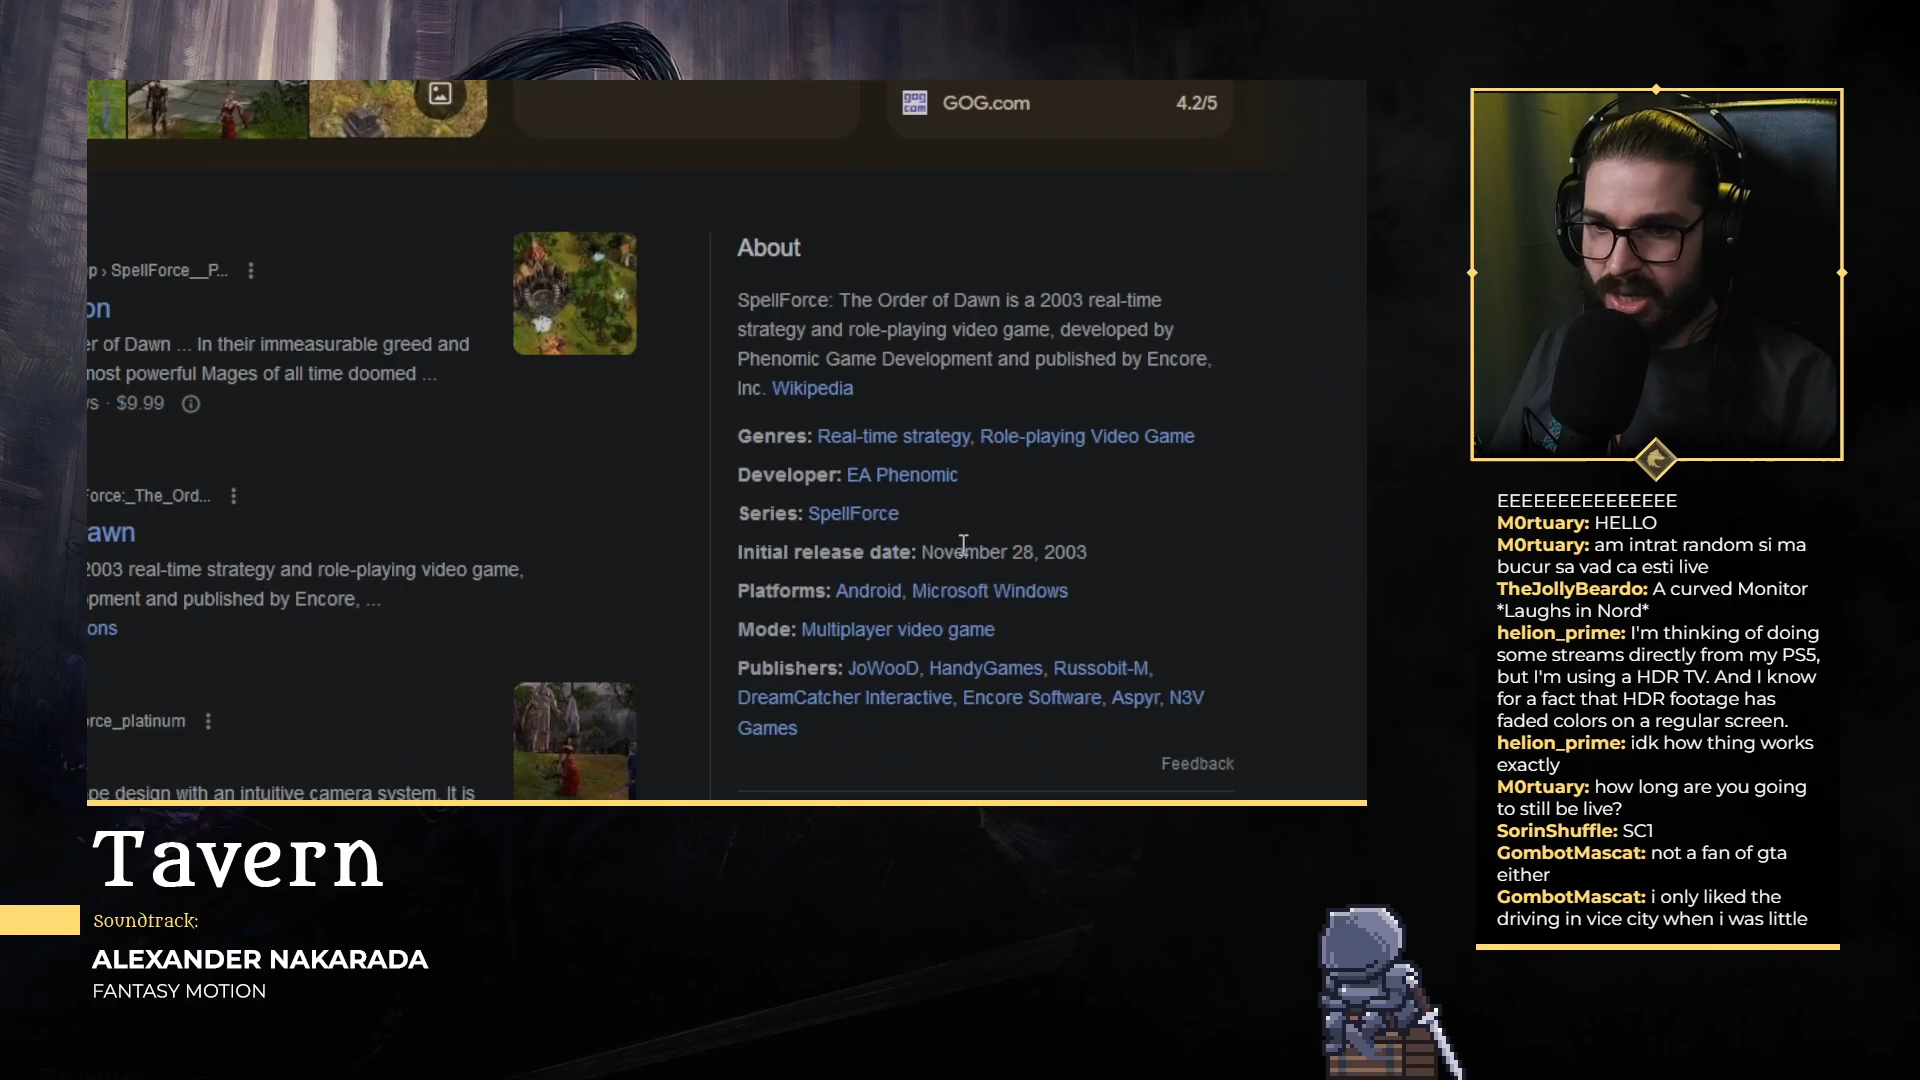 gog
com
GOG.com
4.2/5
p › SpellForce__P...
on
er of Dawn ... In their immeasurable greed and
most powerful Mages of all time doomed ...
vs · $9.99
Force:_The_Ord...
awn
2003 real-time strategy and role-playing video game,
opment and published by Encore, ...
ons
orce_platinum
pe design with an intuitive camera system. It is
About
SpellForce: The Order of Dawn is a 2003 real-time
strategy and role-playing video game, developed by
Phenomic Game Development and published by Encore,
Inc. Wikipedia
Genres: Real-time strategy, Role-playing Video Game
Developer: EA Phenomic
Series: SpellForce
Initial release date: November 28, 2003
Platforms: Android, Microsoft Windows
Mode: Multiplayer video game
Publishers: JoWooD, HandyGames, Russobit-M,
DreamCatcher Interactive, Encore Software, Aspyr, N3V
Games
Feedback
Tavern
Soundtrack:
ALEXANDER NAKARADA
FANTASY MOTION
EEEEEEEEEEEEEEE
M0rtuary: HELLO
M0rtuary: am intrat random si ma
bucur sa vad ca esti live
TheJollyBeardo: A curved Monitor
*Laughs in Nord*
helion_prime: I'm thinking of doing
some streams directly from my PS5,
but I'm using a HDR TV. And I know
for a fact that HDR footage has
faded colors on a regular screen.
helion_prime: idk how thing works
exactly
M0rtuary: how long are you going
to still be live?
SorinShuffle: SC1
GombotMascat: not a fan of gta
either
GombotMascat: i only liked the
driving in vice city when i was little